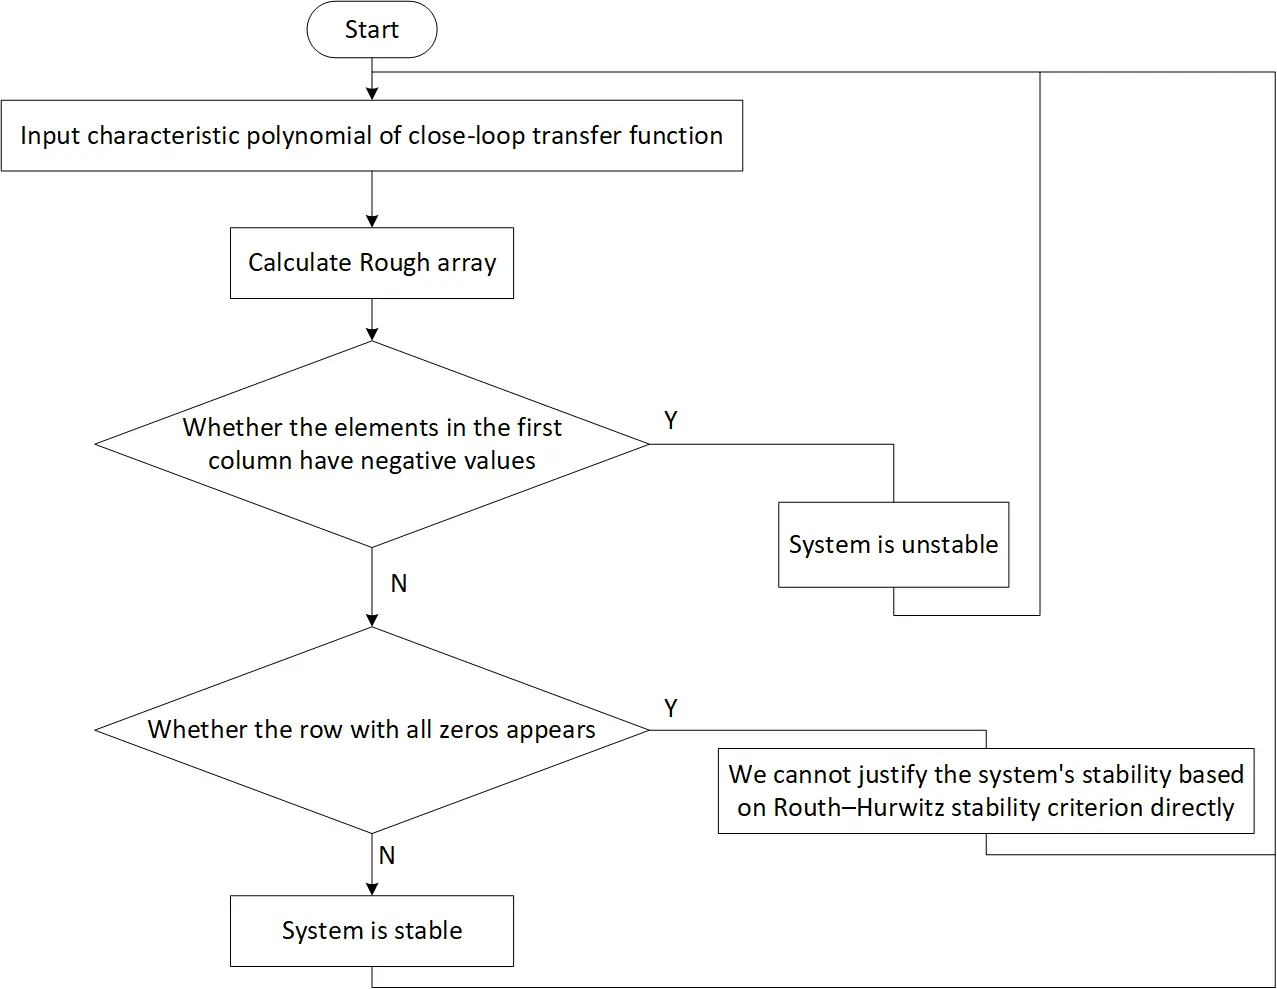 Start
Input characteristic polynomial of close-loop transfer function
Calculate Rough array
Whether the elements in the first
column have negative values
Y
System is unstable
N
Whether the row with all zeros appears
Y
We cannot justify the system's stability based
on Routh–Hurwitz stability criterion directly
N
System is stable